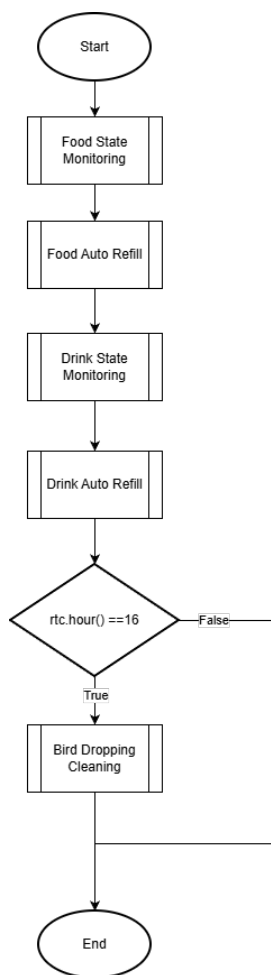 Start
Food State
Monitoring
Food Auto Refill
Drink State
Monitoring
Drink Auto Refill
rtc.hour() ==16
False
True
Bird Dropping
Cleaning
End